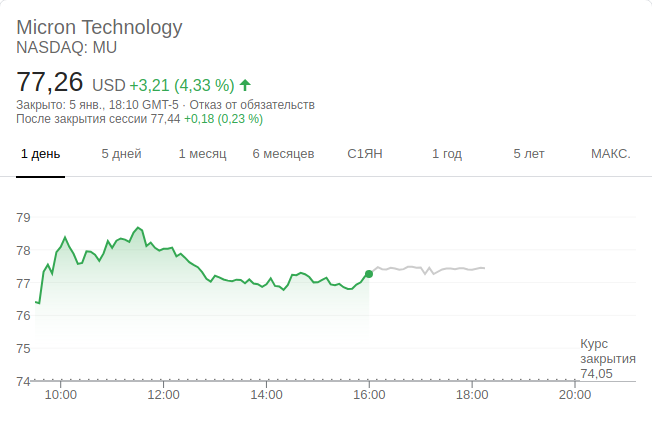 Micron Technology
NASDAQ: MU
77,26 USD +3,21 (4,33 %)
Закрыто: 5 янв., 18:10 GMT-5 · Отказ от обязательств
После закрытия сессии 77,44 +0,18 (0,23 %)
1 день 5 дней 1 месяц 6 месяцев С1ЯН 1 год 5 лет МАКС.
79
78
77
76
75
74
Курс
закрытия
74,05
10:00 12:00 14:00 16:00 18:00 20:00